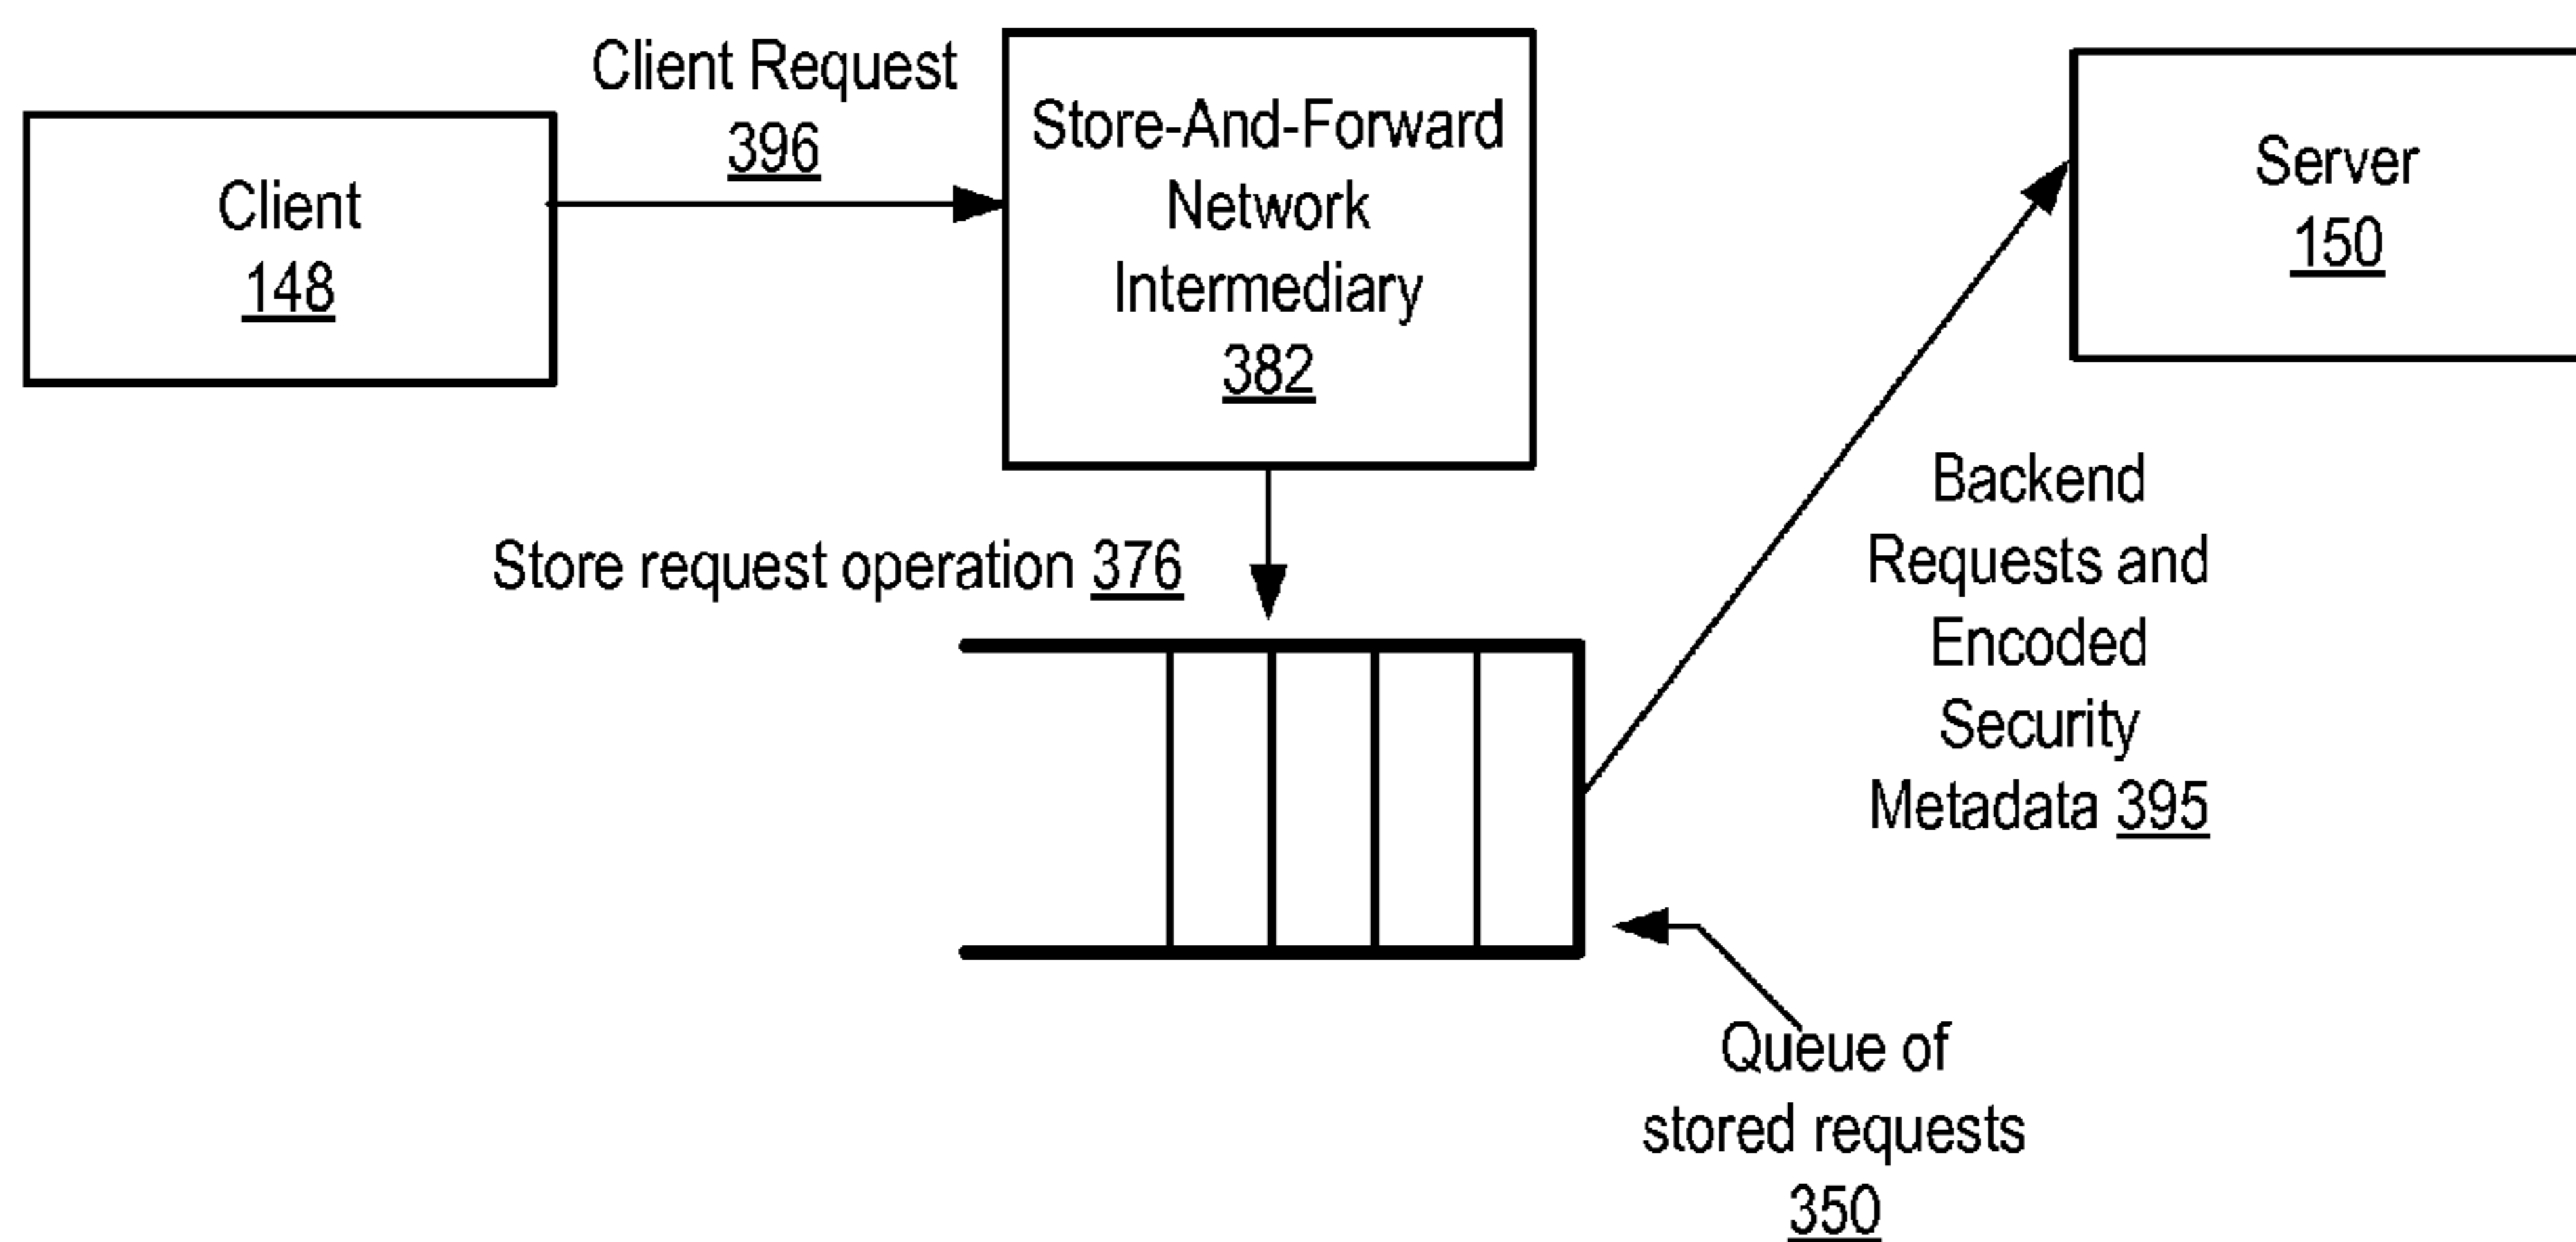 Client
148
Client Request
396
Store-And-Forward
Network
Intermediary
382
Server
150
Store request operation 376
Backend
Requests and
Encoded
Security
Metadata 395
Queue of
stored requests
350